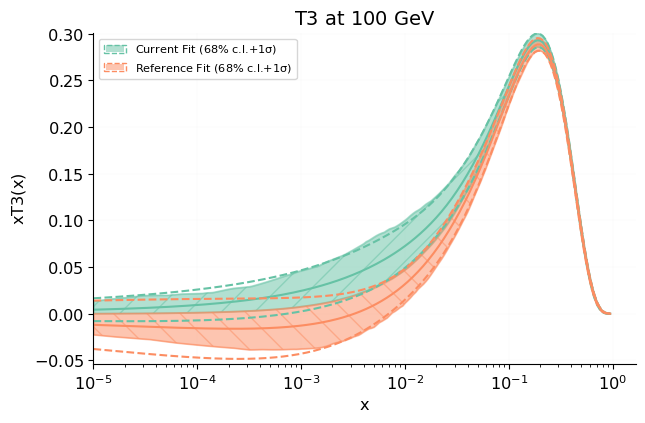 T3 at 100 GeV
Current Fit (68% c.l.+1σ)
Reference Fit (68% c.l.+1σ)
xT3(x)
0.30
0.25
0.20
0.15
0.10
0.05
0.00
−0.05
10⁻⁵ 10⁻⁴ 10⁻³ 10⁻² 10⁻¹ 10⁰
x